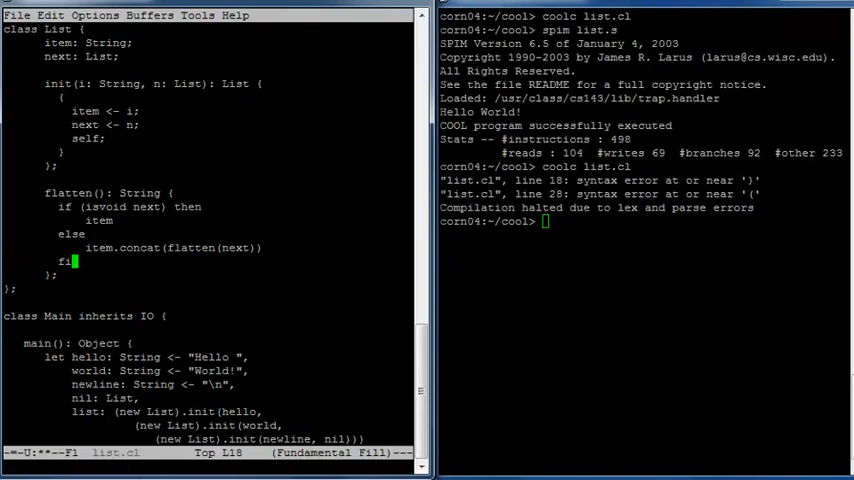 File Edit Options Buffers Tools Help
class List {
item: String;
next: List;
init(i: String, n: List): List {
{
item <- i;
next <- n;
self;
}
};
flatten(): String {
if (isvoid next) then
item
else
item.concat(flatten(next))
fi
};
};
class Main inherits IO {
main(): Object {
let hello: String <- "Hello ",
world: String <- "World!",
newline: String <- "\n",
nil: List,
list: (new List).init(hello,
(new List).init(world,
(new List).init(newline, nil)))
-=-U:**--F1  list.cl  Top L18  (Fundamental Fill)---
corn04:~/cool> coolc list.cl
corn04:~/cool> spim list.s
SPIM Version 6.5 of January 4, 2003
Copyright 1990-2003 by James R. Larus (larus@cs.wisc.edu).
All Rights Reserved.
See the file README for a full copyright notice.
Loaded: /usr/class/cs143/lib/trap.handler
Hello World!
COOL program successfully executed
Stats -- #instructions : 498
#reads : 104  #writes 69  #branches 92  #other 233
corn04:~/cool> coolc list.cl
"list.cl", line 18: syntax error at or near '}'
"list.cl", line 28: syntax error at or near '('
Compilation halted due to lex and parse errors
corn04:~/cool>